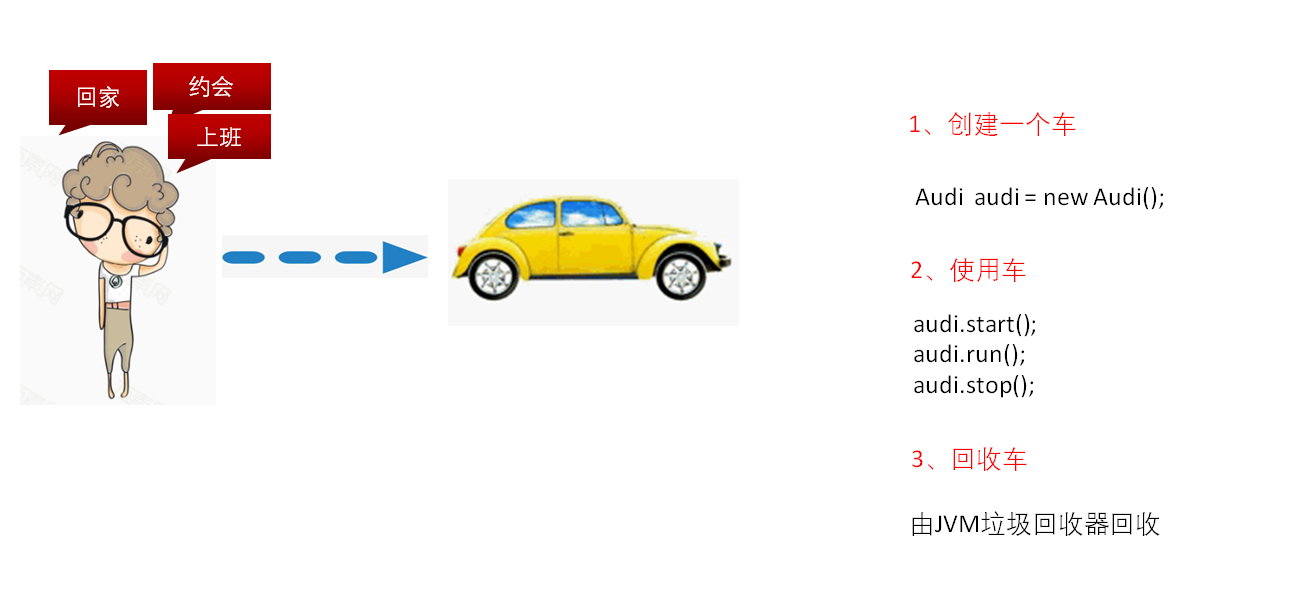 回家
约会
上班
1、创建一个车
Audi audi = new Audi();
2、使用车
audi.start();
audi.run();
audi.stop();
3、回收车
由JVM垃圾回收器回收